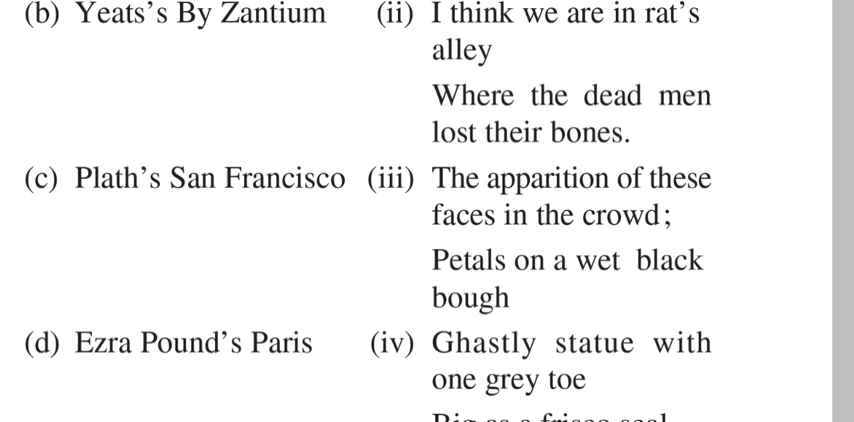 (b) Yeats’s By Zantium (ii) I think we are in rat’s
alley
Where the dead men
lost their bones.
(c) Plath’s San Francisco (iii) The apparition of these
faces in the crowd;
Petals on a wet black
bough
(d) Ezra Pound’s Paris (iv) Ghastly statue with
one grey toe